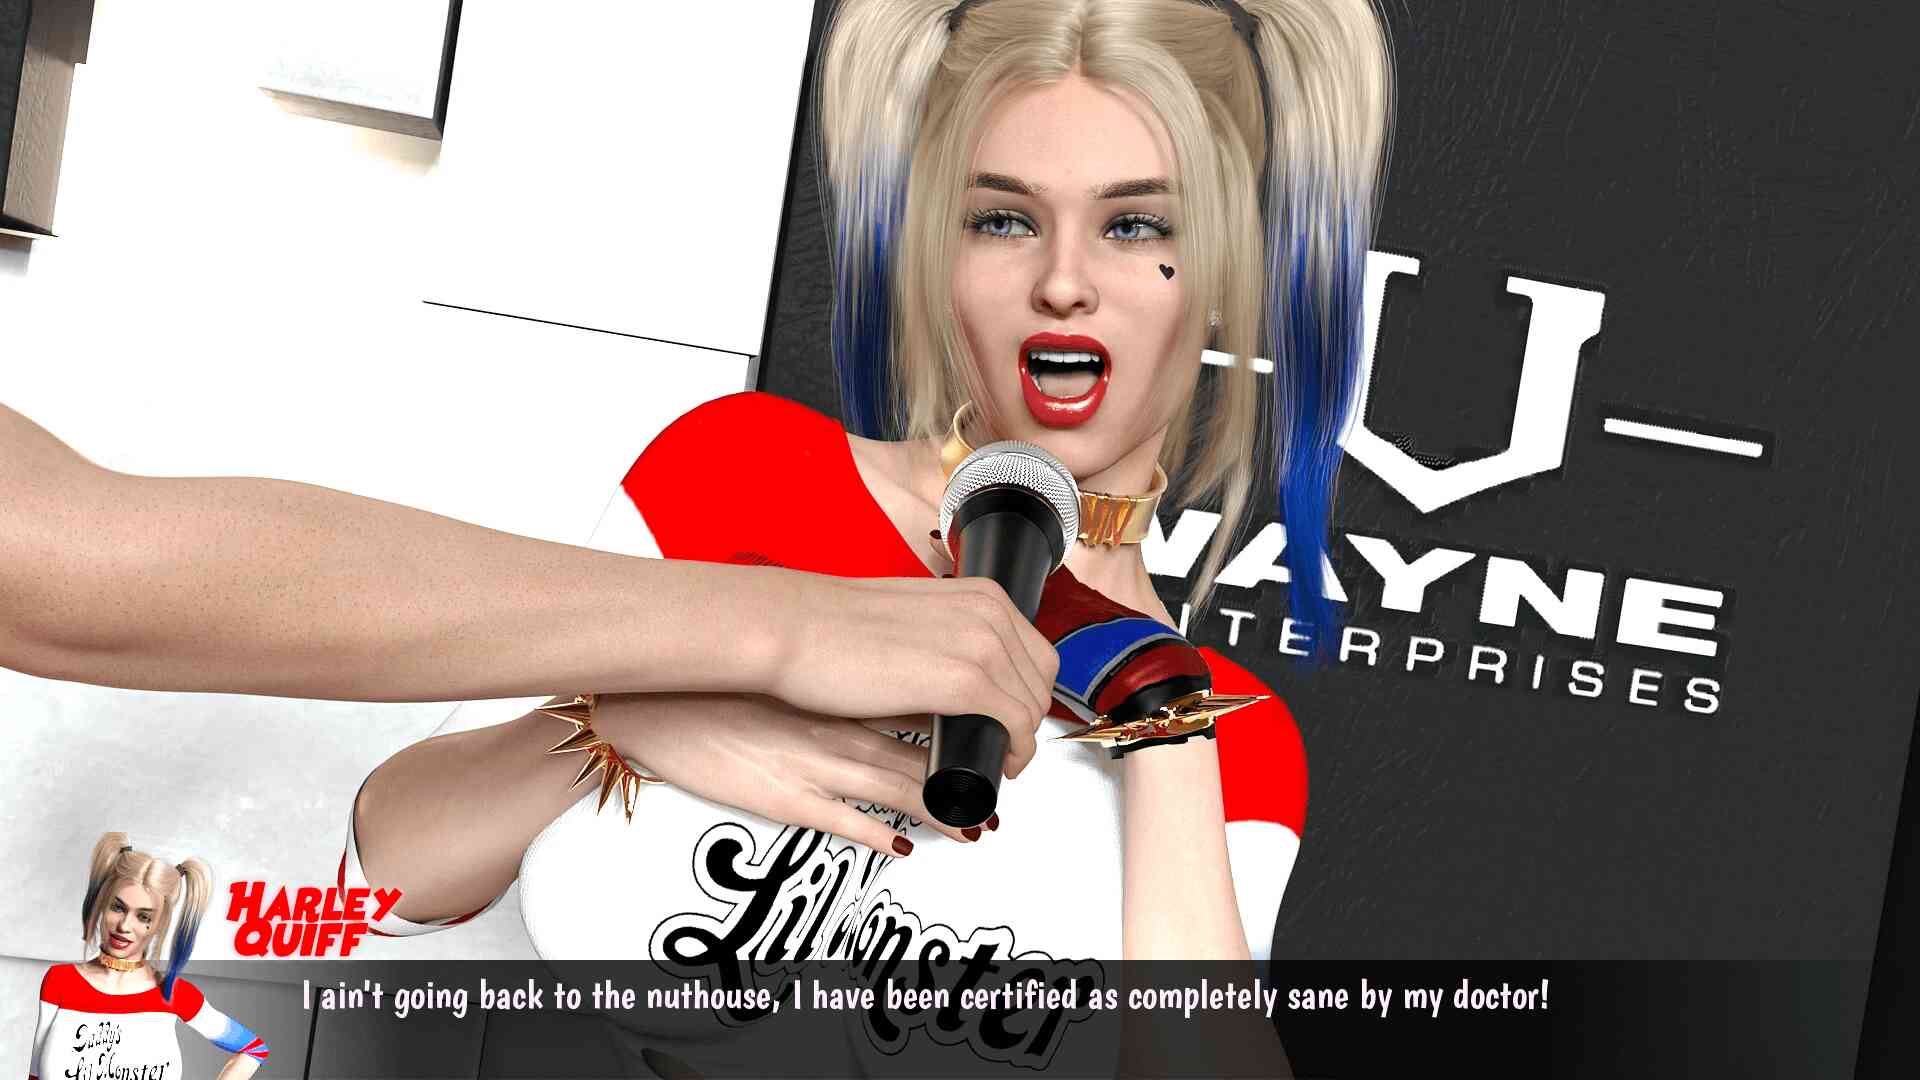 WAYNE
TERPRISES
Lil Monster
HARLEY
QUIFF
I ain't going back to the nuthouse, I have been certified as completely sane by my doctor!
Daddy's
Lil Monster